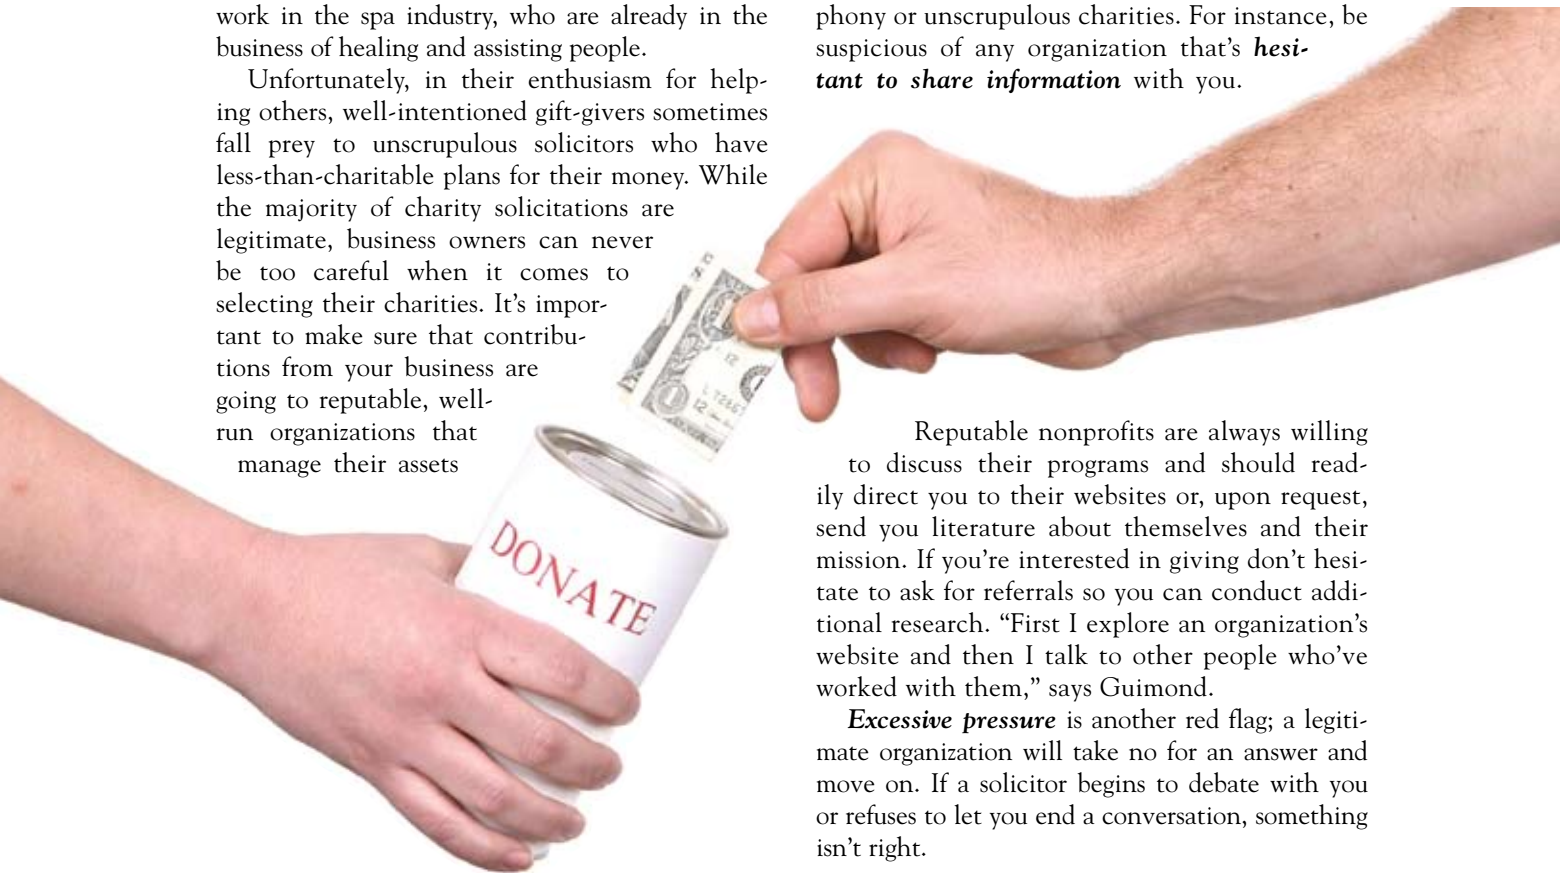 work in the spa industry, who are already in the
business of healing and assisting people.
Unfortunately, in their enthusiasm for help-
ing others, well-intentioned gift-givers sometimes
fall prey to unscrupulous solicitors who have
less-than-charitable plans for their money. While
the majority of charity solicitations are
legitimate, business owners can never
be too careful when it comes to
selecting their charities. It's impor-
tant to make sure that contribu-
tions from your business are
going to reputable, well-
run organizations that
manage their assets
phony or unscrupulous charities. For instance, be
suspicious of any organization that's hesi-
tant to share information with you.
Reputable nonprofits are always willing
to discuss their programs and should read-
ily direct you to their websites or, upon request,
send you literature about themselves and their
mission. If you're interested in giving don't hesi-
tate to ask for referrals so you can conduct addi-
tional research. “First I explore an organization's
website and then I talk to other people who've
worked with them,” says Guimond.
Excessive pressure is another red flag; a legiti-
mate organization will take no for an answer and
move on. If a solicitor begins to debate with you
or refuses to let you end a conversation, something
isn't right.
DONATE
12
12